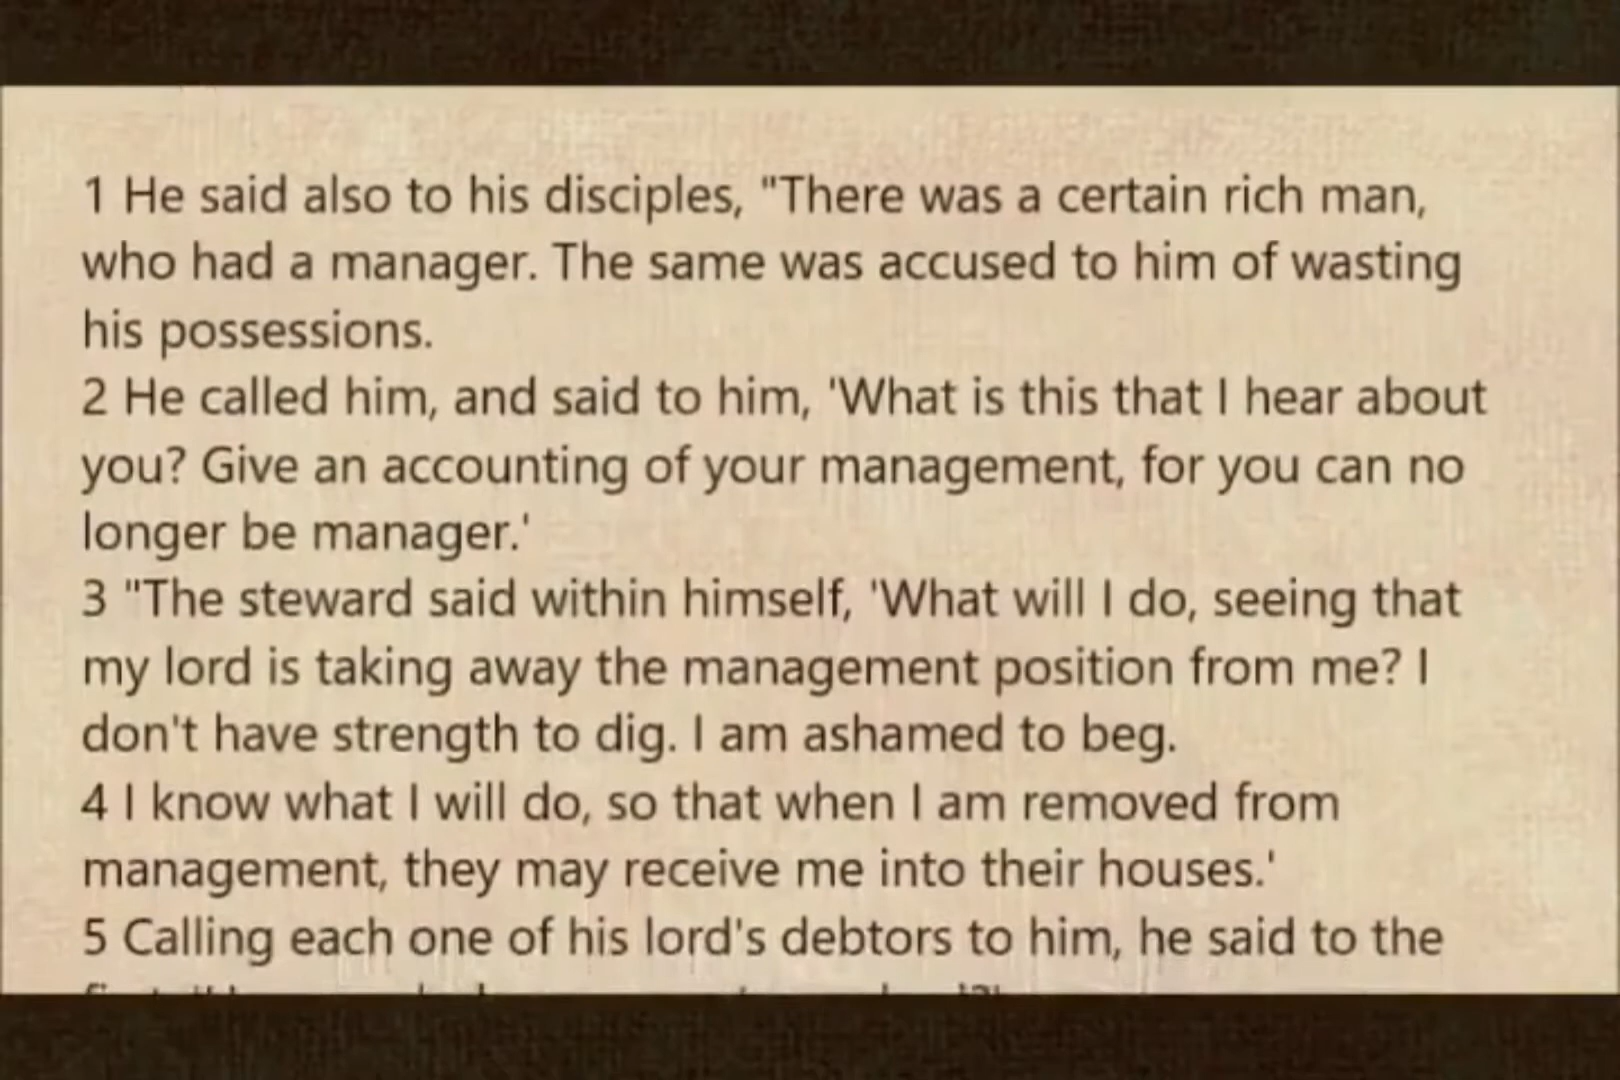 1 He said also to his disciples, "There was a certain rich man,
who had a manager. The same was accused to him of wasting
his possessions.
2 He called him, and said to him, 'What is this that I hear about
you? Give an accounting of your management, for you can no
longer be manager.'
3 "The steward said within himself, 'What will I do, seeing that
my lord is taking away the management position from me? I
don't have strength to dig. I am ashamed to beg.
4 I know what I will do, so that when I am removed from
management, they may receive me into their houses.'
5 Calling each one of his lord's debtors to him, he said to the